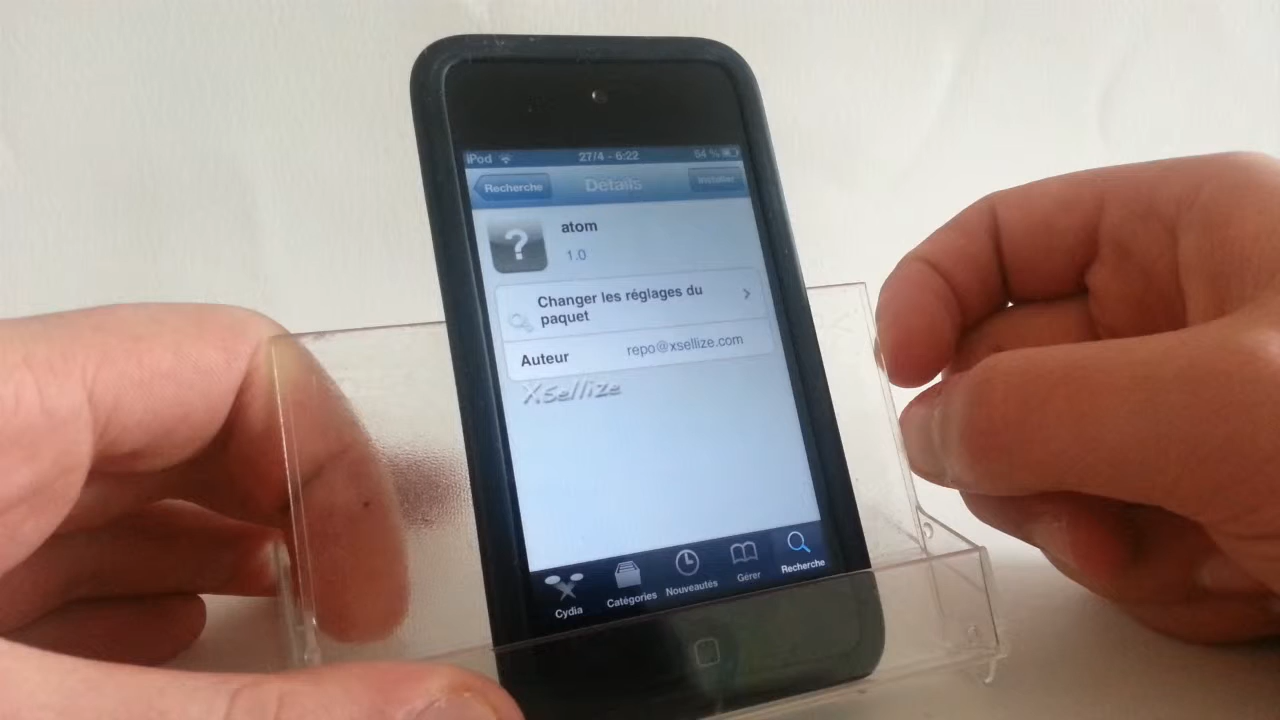 iPod 27/4 - 6:22 54 %
Recherche Details Installer
?
atom
1.0
Changer les réglages du
paquet
Auteur repo@xsellize.com
XSellize
Cydia Catégories Nouveautés Gérer Recherche